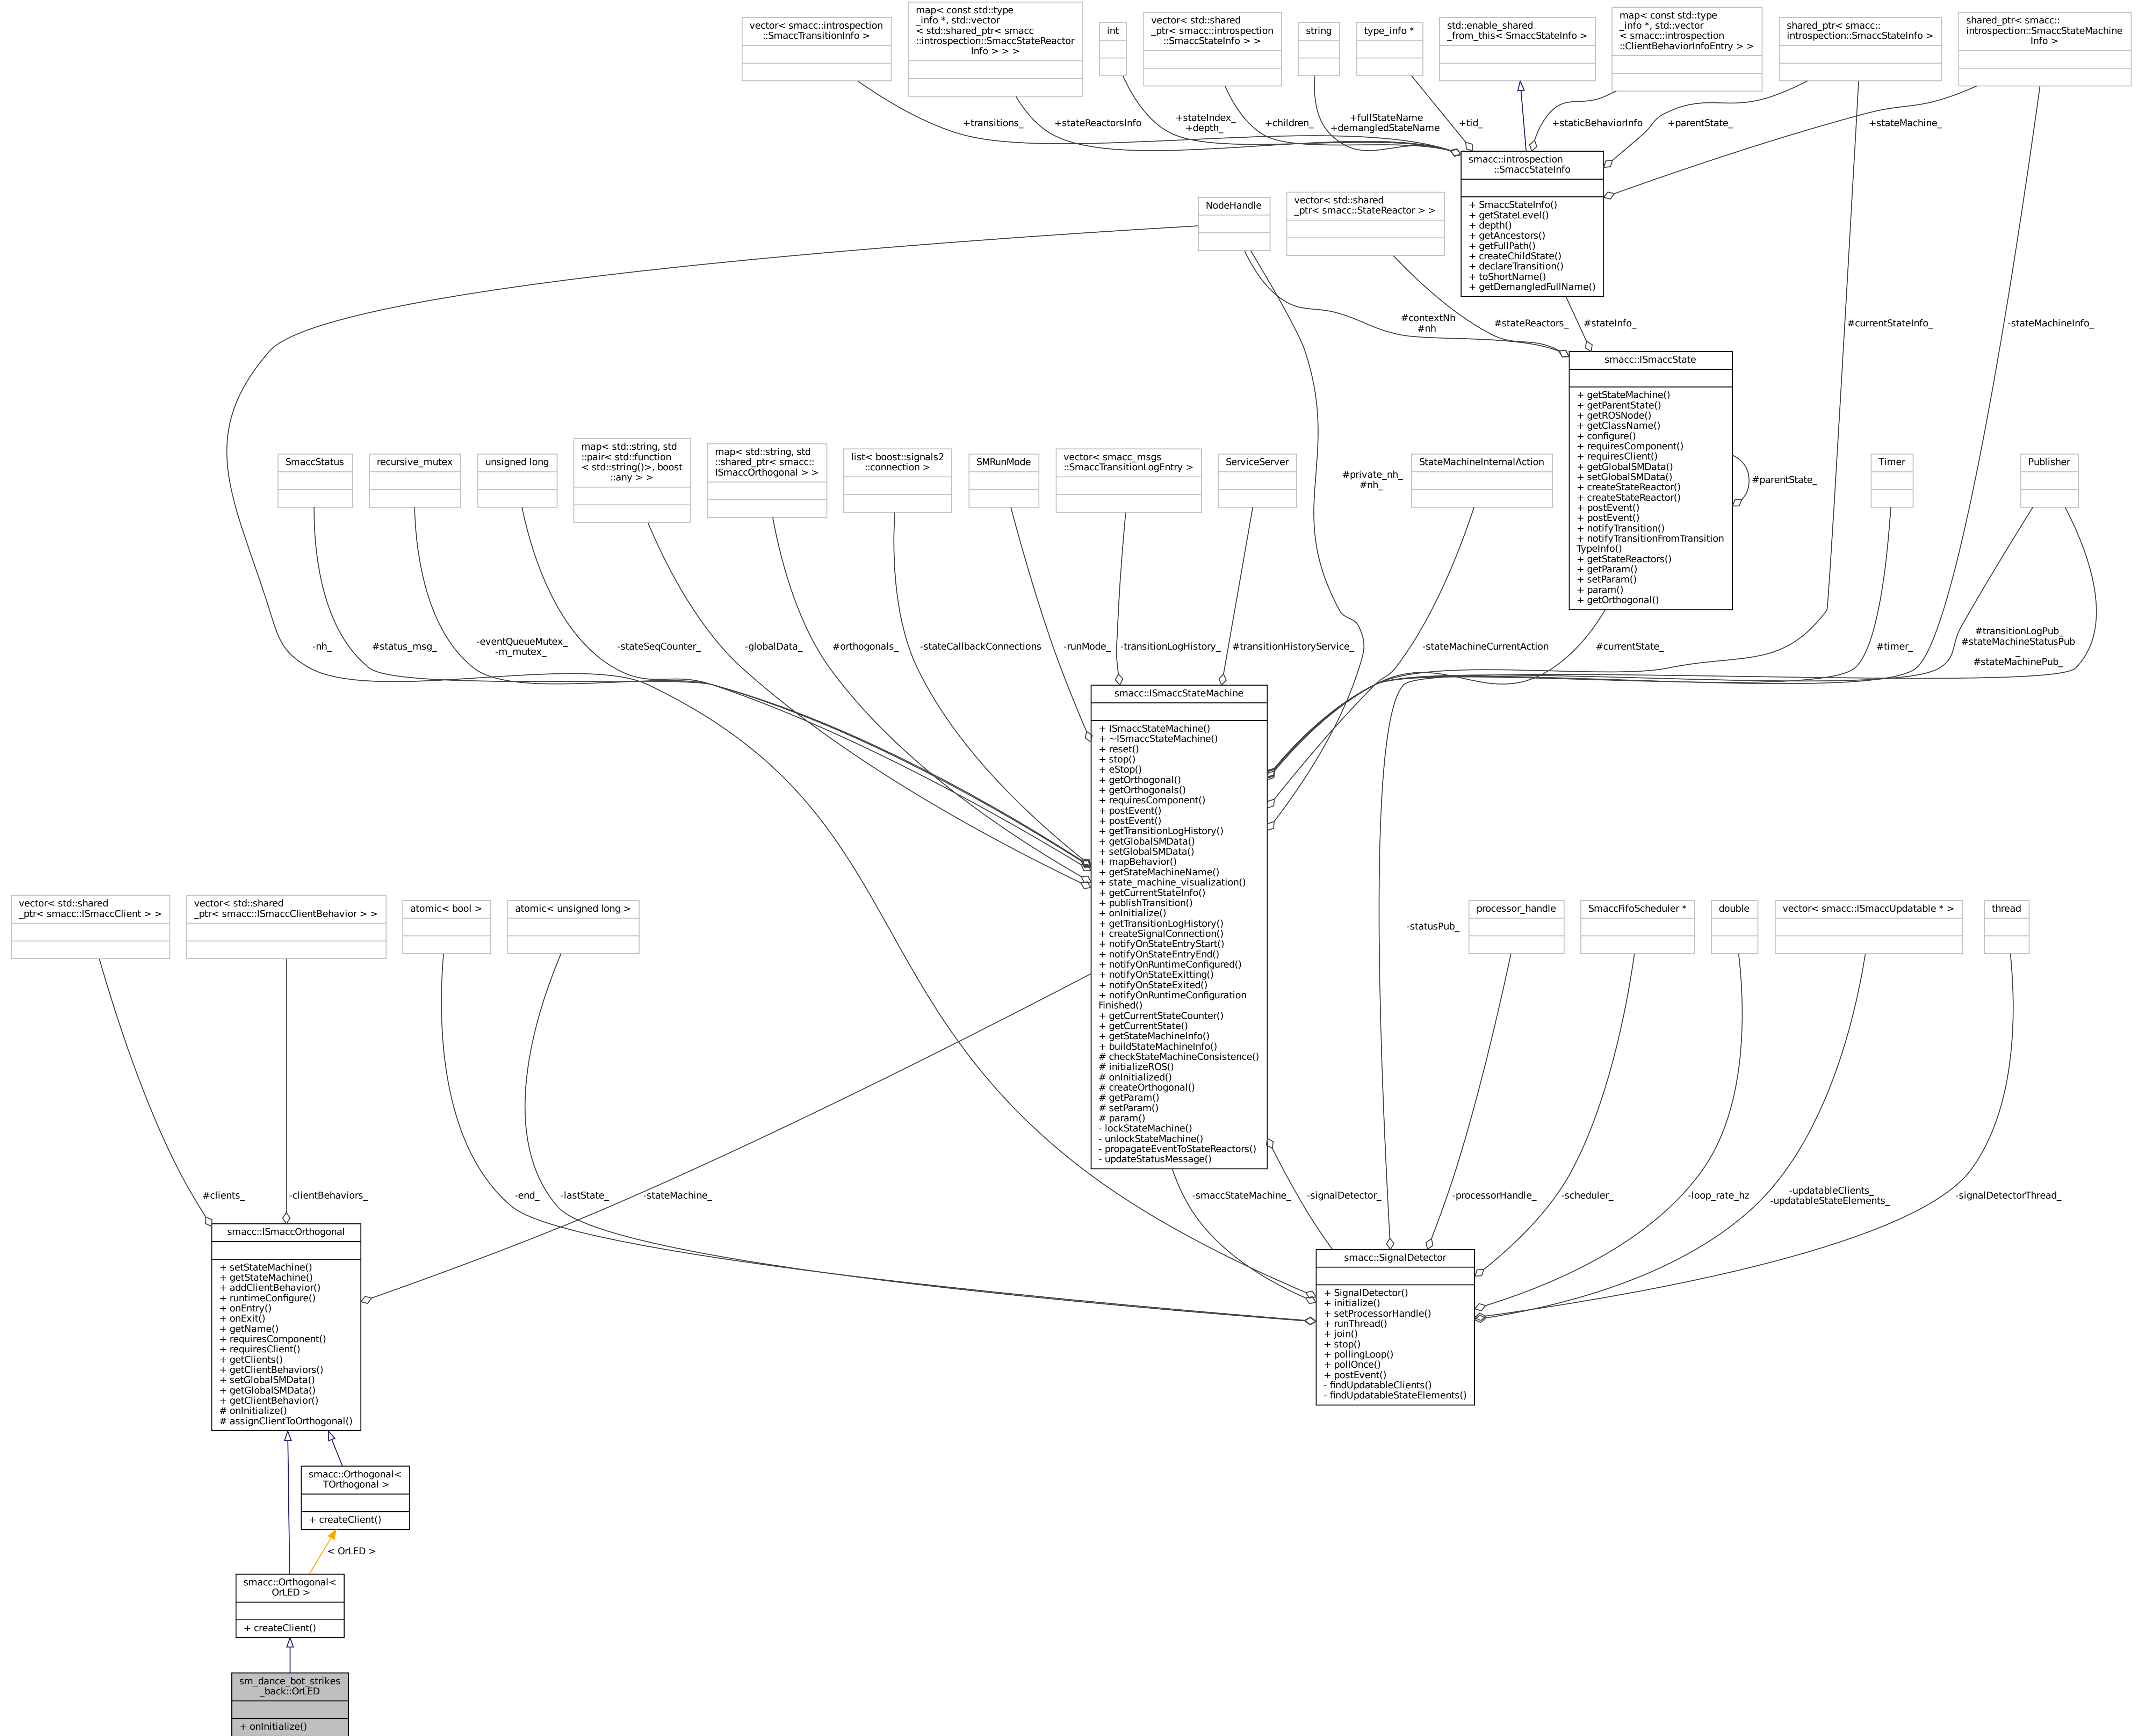 vector< smacc::introspection
::SmaccTransitionInfo >
map< const std::type
_info *, std::vector
< std::shared_ptr< smacc
::introspection::SmaccStateReactor
Info > > >
int
vector< std::shared
_ptr< smacc::introspection
::SmaccStateInfo > >
string
type_info *
std::enable_shared
_from_this< SmaccStateInfo >
map< const std::type
_info *, std::vector
< smacc::introspection
::ClientBehaviorInfoEntry > >
shared_ptr< smacc::
introspection::SmaccStateInfo >
shared_ptr< smacc::
introspection::SmaccStateMachine
Info >
+transitions_
+stateReactorsInfo
+stateIndex_
+depth_
+children_
+fullStateName
+demangledStateName
+tid_
+staticBehaviorInfo
+parentState_
+stateMachine_
smacc::introspection
::SmaccStateInfo
+ SmaccStateInfo()
+ getStateLevel()
+ depth()
+ getAncestors()
+ getFullPath()
+ createChildState()
+ declareTransition()
+ toShortName()
+ getDemangledFullName()
NodeHandle
vector< std::shared
_ptr< smacc::StateReactor > >
#contextNh
#nh
#stateReactors_
#stateInfo_
#currentStateInfo_
-stateMachineInfo_
smacc::ISmaccState
+ getStateMachine()
+ getParentState()
+ getROSNode()
+ getClassName()
+ configure()
+ requiresComponent()
+ requiresClient()
+ getGlobalSMData()
+ setGlobalSMData()
+ createStateReactor()
+ createStateReactor()
+ postEvent()
+ postEvent()
+ notifyTransition()
+ notifyTransitionFromTransition
TypeInfo()
+ getStateReactors()
+ getParam()
+ setParam()
+ param()
+ getOrthogonal()
#parentState_
SmaccStatus
recursive_mutex
unsigned long
map< std::string, std
::pair< std::function
< std::string()>, boost
::any > >
map< std::string, std
::shared_ptr< smacc::
ISmaccOrthogonal > >
list< boost::signals2
::connection >
SMRunMode
vector< smacc_msgs
::SmaccTransitionLogEntry >
ServiceServer
#private_nh_
#nh_
StateMachineInternalAction
Timer
Publisher
-nh_
#status_msg_
-eventQueueMutex_
-m_mutex_
-stateSeqCounter_
-globalData_
#orthogonals_
-stateCallbackConnections
-runMode_
-transitionLogHistory_
#transitionHistoryService_
-stateMachineCurrentAction
#currentState_
#timer_
#transitionLogPub_
#stateMachineStatusPub
_
#stateMachinePub_
smacc::ISmaccStateMachine
+ ISmaccStateMachine()
+ ~ISmaccStateMachine()
+ reset()
+ stop()
+ eStop()
+ getOrthogonal()
+ getOrthogonals()
+ requiresComponent()
+ postEvent()
+ postEvent()
+ getTransitionLogHistory()
+ getGlobalSMData()
+ setGlobalSMData()
+ mapBehavior()
+ getStateMachineName()
+ state_machine_visualization()
+ getCurrentStateInfo()
+ publishTransition()
+ onInitialize()
+ getTransitionLogHistory()
+ createSignalConnection()
+ notifyOnStateEntryStart()
+ notifyOnStateEntryEnd()
+ notifyOnRuntimeConfigured()
+ notifyOnStateExitting()
+ notifyOnStateExited()
+ notifyOnRuntimeConfiguration
Finished()
+ getCurrentStateCounter()
+ getCurrentState()
+ getStateMachineInfo()
+ buildStateMachineInfo()
# checkStateMachineConsistence()
# initializeROS()
# onInitialized()
# createOrthogonal()
# getParam()
# setParam()
# param()
- lockStateMachine()
- unlockStateMachine()
- propagateEventToStateReactors()
- updateStatusMessage()
vector< std::shared
_ptr< smacc::ISmaccClient > >
vector< std::shared
_ptr< smacc::ISmaccClientBehavior > >
atomic< bool >
atomic< unsigned long >
-statusPub_
processor_handle
SmaccFifoScheduler *
double
vector< smacc::ISmaccUpdatable * >
thread
#clients_
-clientBehaviors_
-end_
-lastState_
-stateMachine_
-smaccStateMachine_
-signalDetector_
-processorHandle_
-scheduler_
-loop_rate_hz
-updatableClients_
-updatableStateElements_
-signalDetectorThread_
smacc::ISmaccOrthogonal
+ setStateMachine()
+ getStateMachine()
+ addClientBehavior()
+ runtimeConfigure()
+ onEntry()
+ onExit()
+ getName()
+ requiresComponent()
+ requiresClient()
+ getClients()
+ getClientBehaviors()
+ setGlobalSMData()
+ getGlobalSMData()
+ getClientBehavior()
# onInitialize()
# assignClientToOrthogonal()
smacc::SignalDetector
+ SignalDetector()
+ initialize()
+ setProcessorHandle()
+ runThread()
+ join()
+ stop()
+ pollingLoop()
+ pollOnce()
+ postEvent()
- findUpdatableClients()
- findUpdatableStateElements()
smacc::Orthogonal<
TOrthogonal >
+ createClient()
< OrLED >
smacc::Orthogonal<
OrLED >
+ createClient()
sm_dance_bot_strikes
_back::OrLED
+ onInitialize()